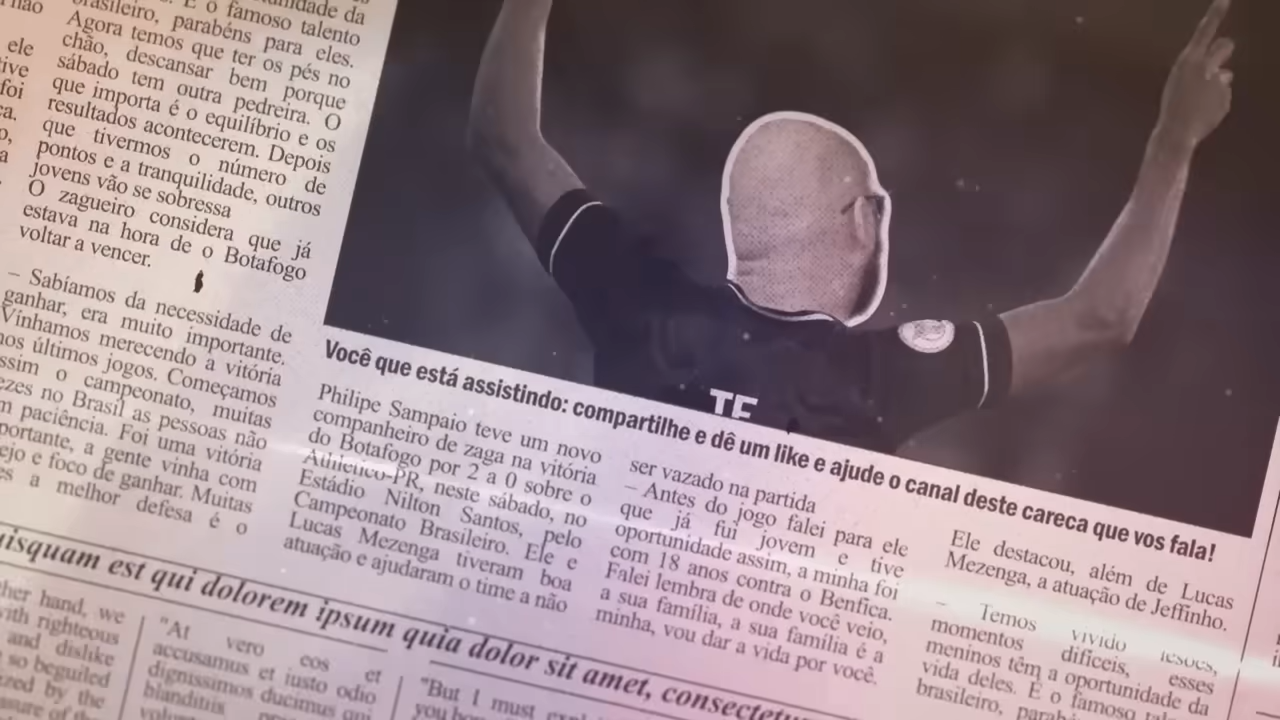 não
ele
tive
foi
brasileiro, parabéns para eles.
Agora temos que ter os pés no
chão, descansar bem porque
sábado tem outra pedreira. O
que importa é o equilíbrio e os
resultados acontecerem. Depois
que tivermos o número de
pontos e a tranquilidade, outros
jovens vão se sobressa
O zagueiro considera que já
estava na hora de o Botafogo
voltar a vencer.
– Sabíamos da necessidade de
ganhar, era muito importante.
Vínhamos merecendo a vitória
nos últimos jogos. Começamos
assim o campeonato, muitas
vezes no Brasil as pessoas não
paciência. Foi uma vitória
importante, a gente vinha com
e foco de ganhar. Muitas
a melhor defesa é o
TE
Você que está assistindo: compartilhe e dê um like e ajude o canal deste careca que vos fala!
Philipe Sampaio teve um novo
companheiro de zaga na vitória
do Botafogo por 2 a 0 sobre o
Athletico-PR, neste sábado, no
Estádio Nilton Santos, pelo
Campeonato Brasileiro. Ele e
Lucas Mezenga tiveram boa
atuação e ajudaram o time a não
ser vazado na partida
– Antes do jogo falei para ele
que já fui jovem e tive
oportunidade assim, a minha foi
com 18 anos contra o Benfica.
Falei lembra de onde você veio,
a sua família, a sua família é a
minha, vou dar a vida por você.
Ele destacou, além de Lucas
Mezenga, a atuação de Jeffinho.
– Temos vivido
momentos difíceis, esses
meninos têm a oportunidade da
vida deles. E o famoso
brasileiro,
quisquam est qui dolorem ipsum quia dolor sit amet, consectetu
other hand, we
with righteous
and dislike
so beguiled
by the
of
"At vero eos et
accusamus et iusto odio
dignissimos ducimus qui
blanditiis
"But I must
you